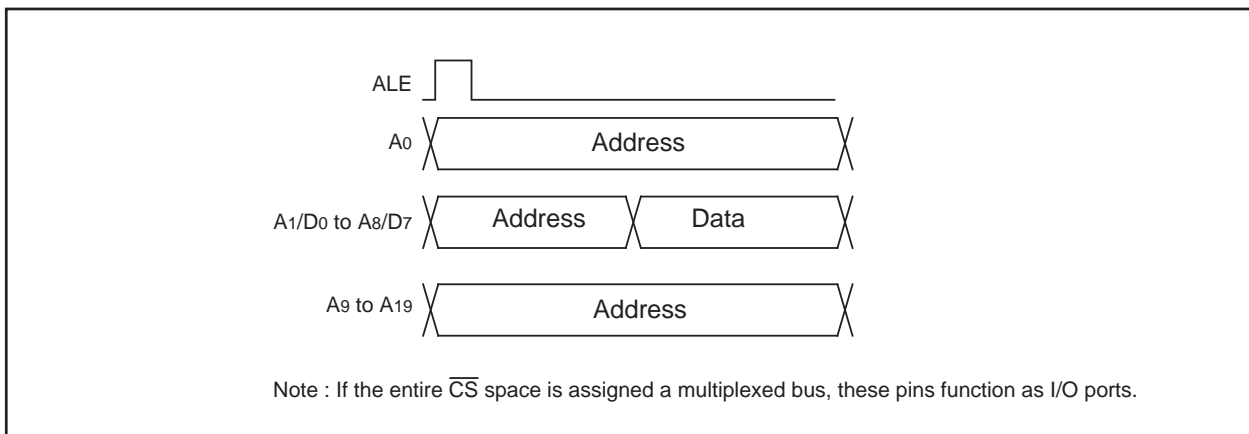 ALE
A0 Address
A1/D0 to A8/D7 Address Data
A9 to A19 Address
Note : If the entire CS space is assigned a multiplexed bus, these pins function as I/O ports.